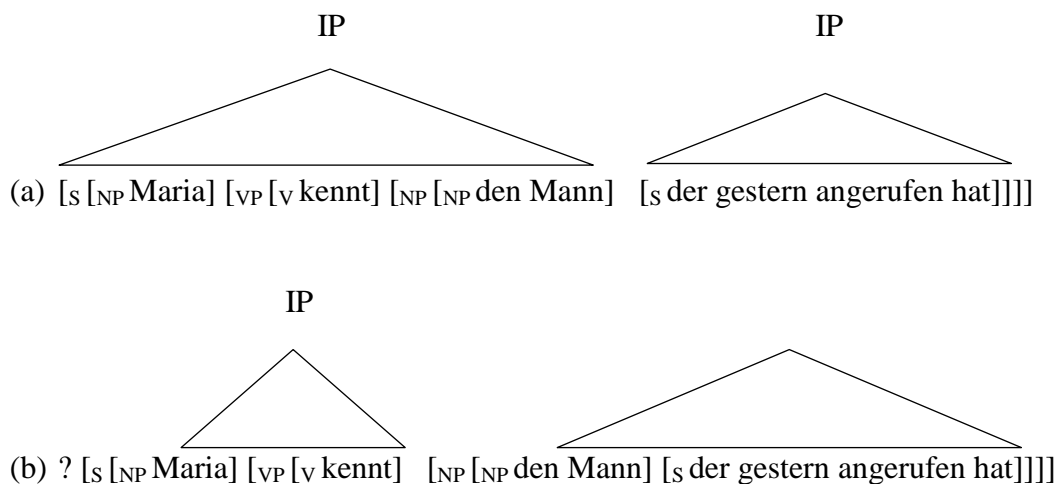 IP IP
(a) [S [NP Maria] [VP [V kennt] [NP [NP den Mann] [S der gestern angerufen hat]]]]
IP
(b) ? [S [NP Maria] [VP [V kennt] [NP [NP den Mann] [S der gestern angerufen hat]]]]